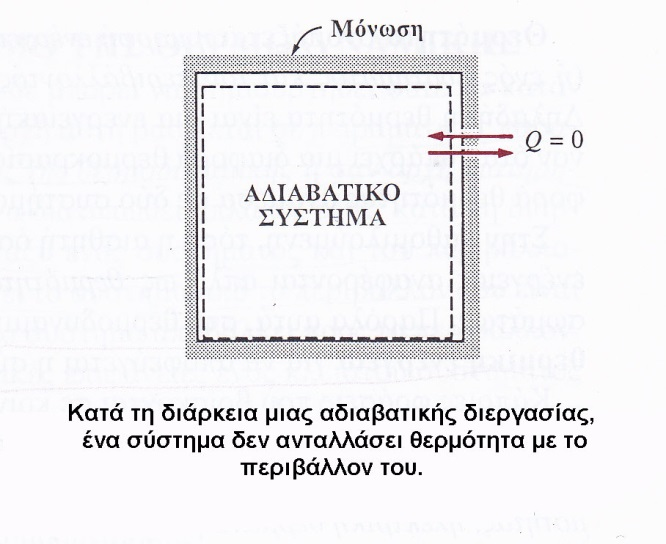 Μόνωση
Q = 0
ΑΔΙΑΒΑΤΙΚΟ
ΣΥΣΤΗΜΑ
Κατά τη διάρκεια μιας αδιαβατικής διεργασίας,
ένα σύστημα δεν ανταλλάσει θερμότητα με το
περιβάλλον του.